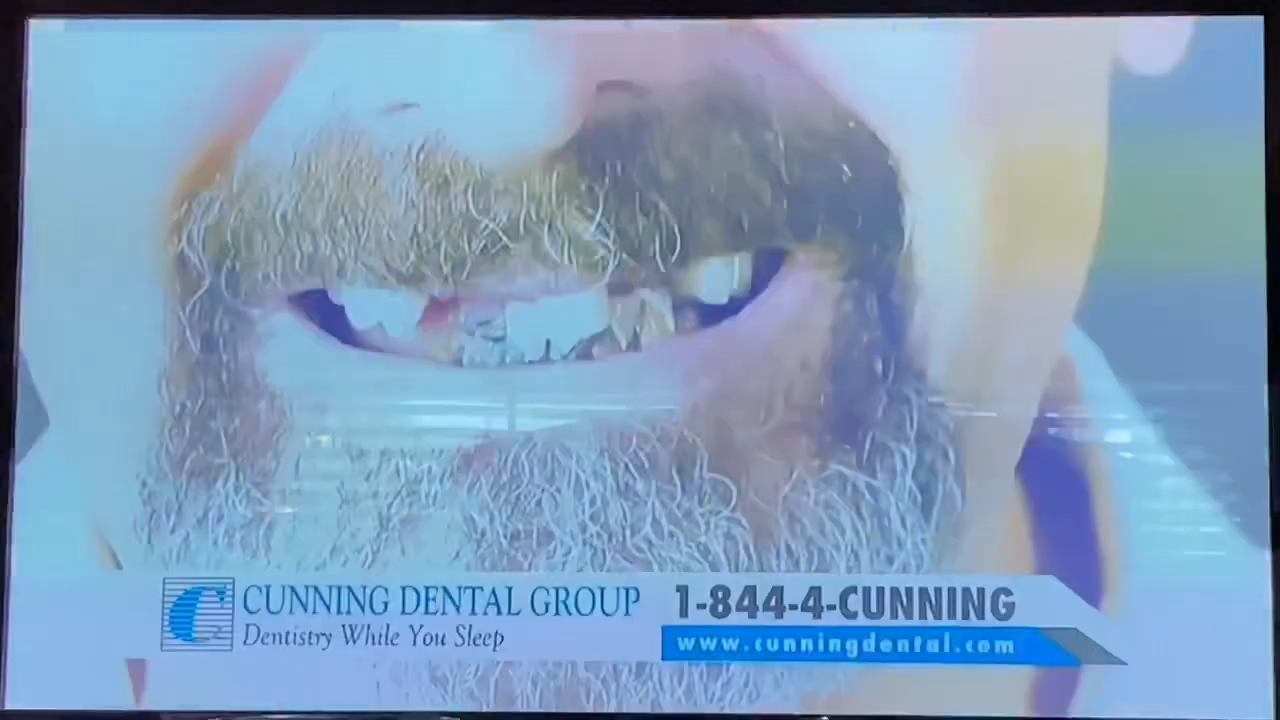 CUNNING DENTAL GROUP
Dentistry While You Sleep
1-844-4-CUNNING
www.cunningdental.com